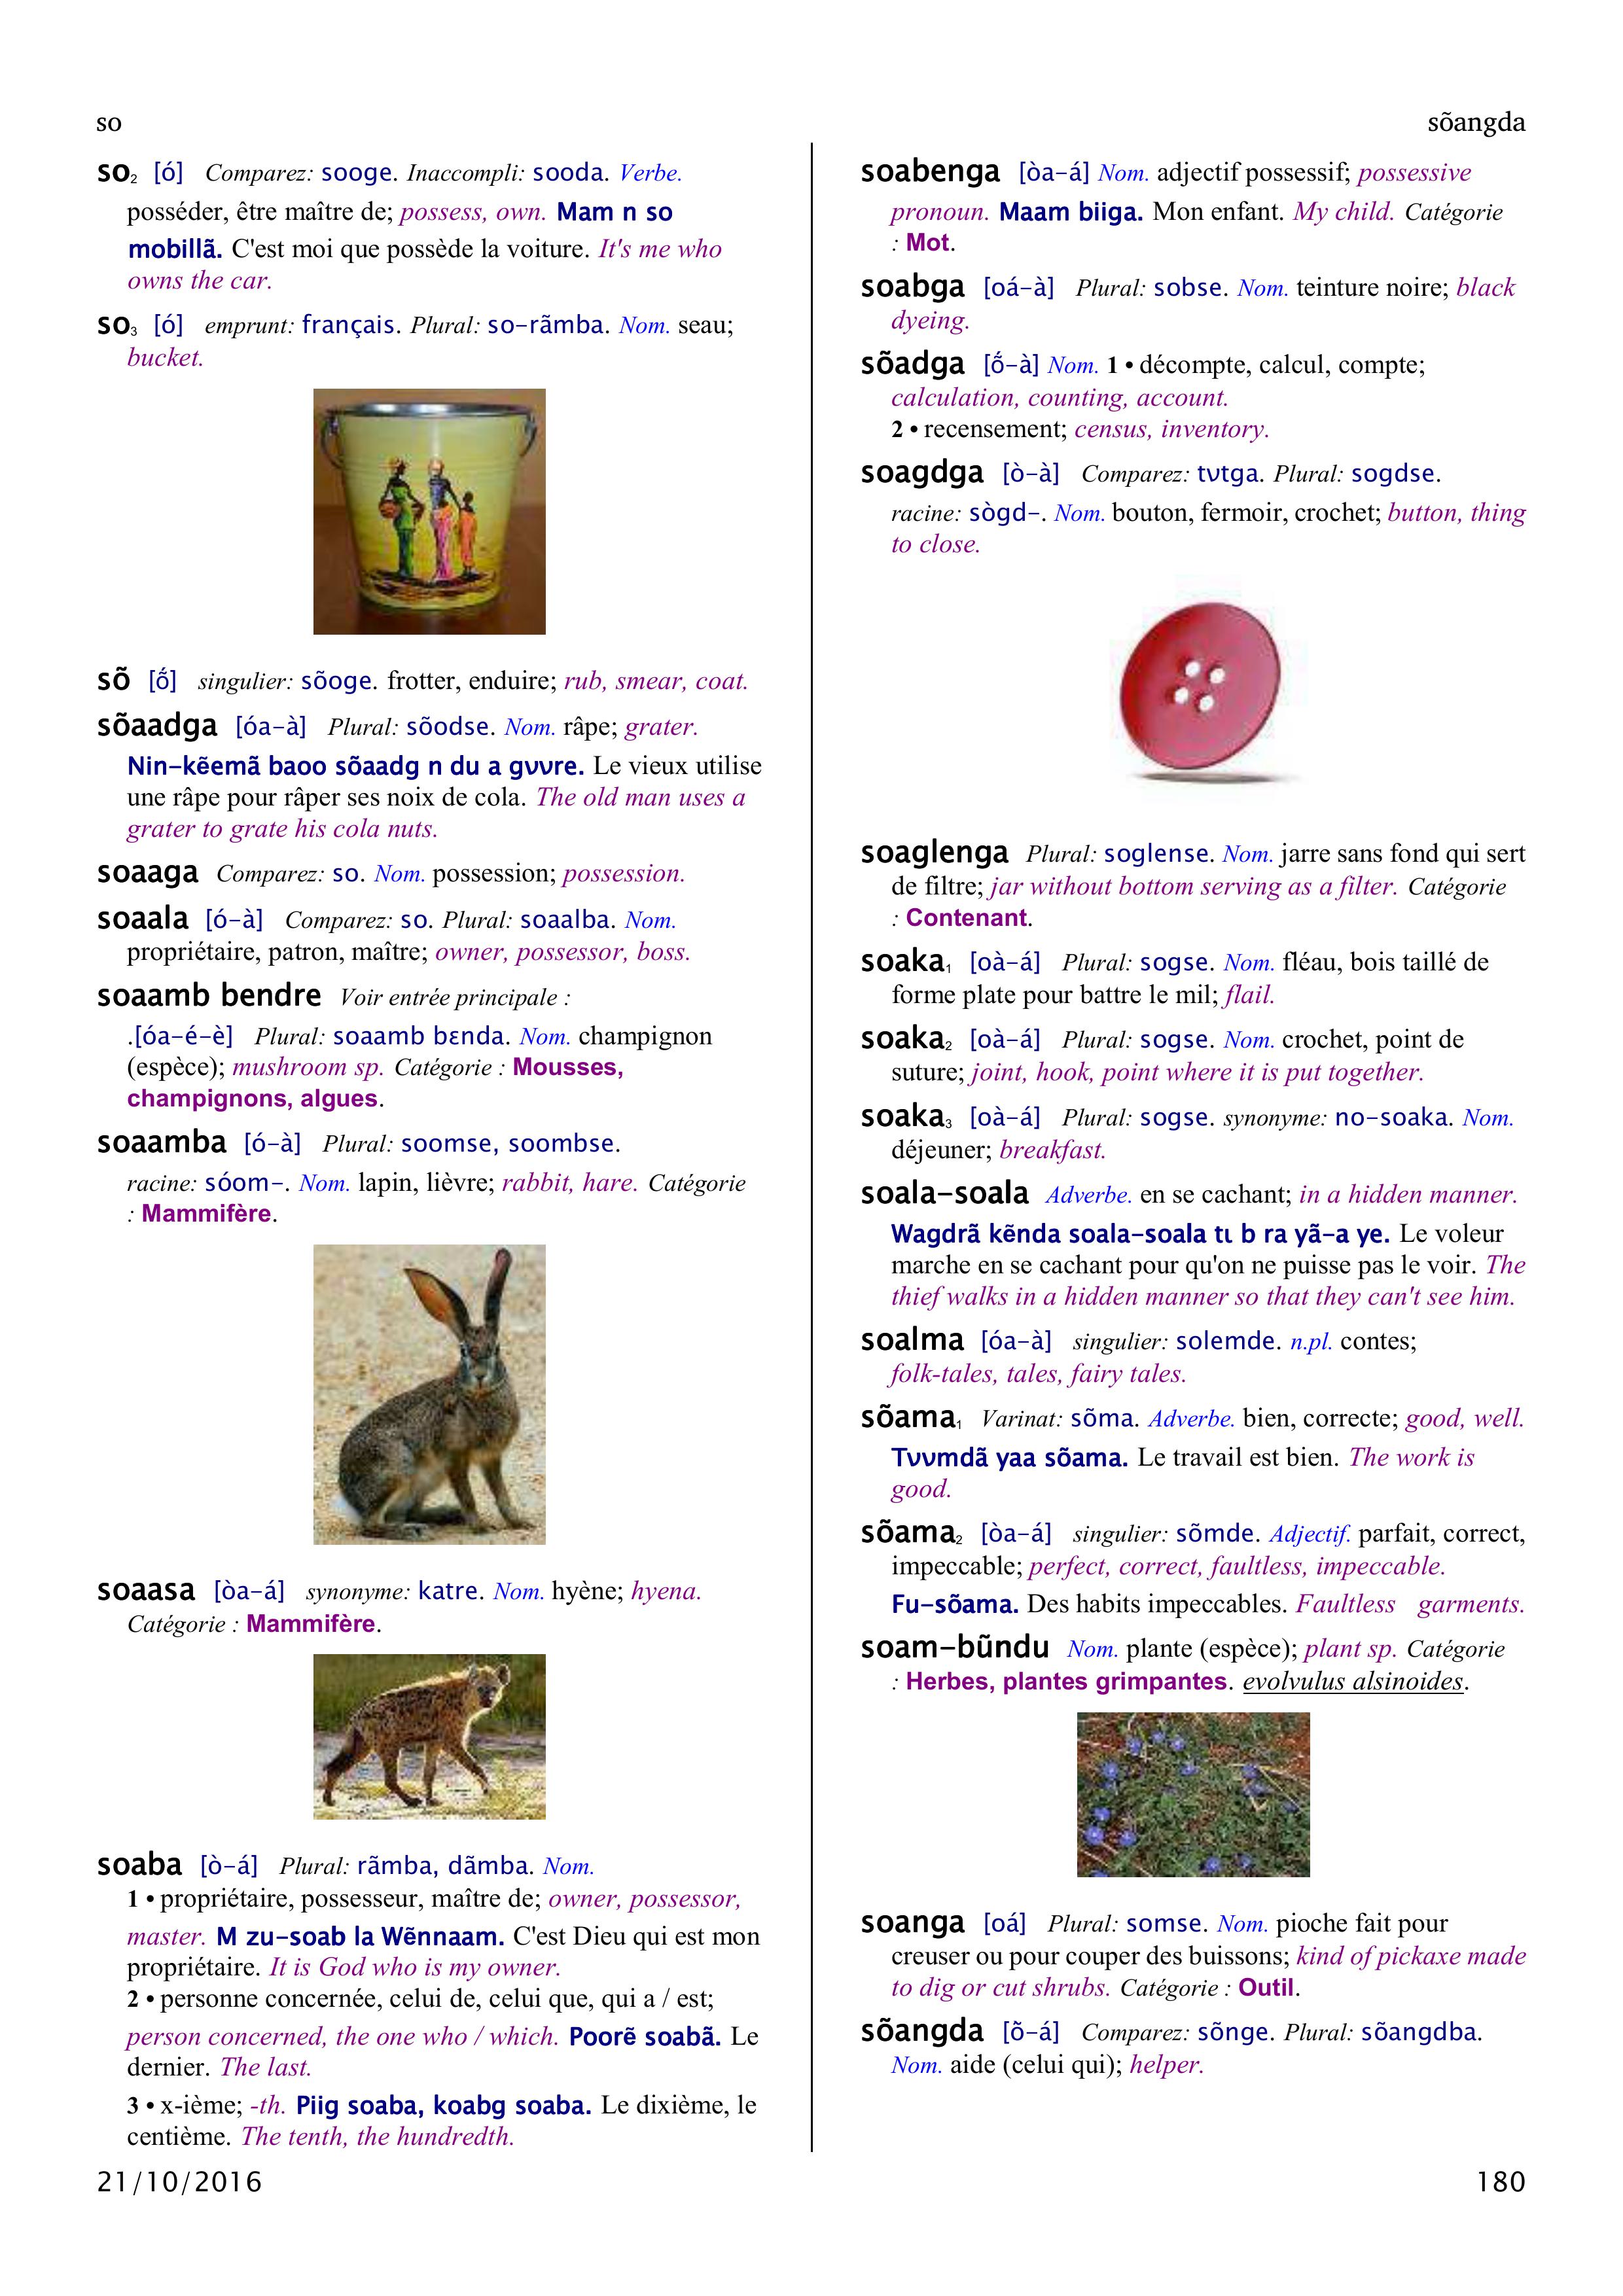 so
sõangda
so₂ [ó] Comparez: sooge. Inaccompli: sooda. Verbe.
posséder, être maître de; possess, own. Mam n so
mobillã. C'est moi que possède la voiture. It's me who
owns the car.
so₃ [ó] emprunt: français. Plural: so-rãmba. Nom. seau;
bucket.
sõ [ṍ] singulier: sõoge. frotter, enduire; rub, smear, coat.
sõaadga [óa-à] Plural: sõodse. Nom. râpe; grater.
Nin-kẽemã baoo sõaadg n du a gʋʋre. Le vieux utilise
une râpe pour râper ses noix de cola. The old man uses a
grater to grate his cola nuts.
soaaga Comparez: so. Nom. possession; possession.
soaala [ó-à] Comparez: so. Plural: soaalba. Nom.
propriétaire, patron, maître; owner, possessor, boss.
soaamb bendre Voir entrée principale :
.[óa-é-è] Plural: soaamb bɛnda. Nom. champignon
(espèce); mushroom sp. Catégorie : Mousses,
champignons, algues.
soaamba [ó-à] Plural: soomse, soombse.
racine: sóom-. Nom. lapin, lièvre; rabbit, hare. Catégorie
: Mammifère.
soaasa [òa-á] synonyme: katre. Nom. hyène; hyena.
Catégorie : Mammifère.
soaba [ò-á] Plural: rãmba, dãmba. Nom.
1 • propriétaire, possesseur, maître de; owner, possessor,
master. M zu-soab la Wẽnnaam. C'est Dieu qui est mon
propriétaire. It is God who is my owner.
2 • personne concernée, celui de, celui que, qui a / est;
person concerned, the one who / which. Poorẽ soabã. Le
dernier. The last.
3 • x-ième; -th. Piig soaba, koabg soaba. Le dixième, le
centième. The tenth, the hundredth.
soabenga [òa-á] Nom. adjectif possessif; possessive
pronoun. Maam biiga. Mon enfant. My child. Catégorie
: Mot.
soabga [oá-à] Plural: sobse. Nom. teinture noire; black
dyeing.
sõadga [ṍ-à] Nom. 1 • décompte, calcul, compte;
calculation, counting, account.
2 • recensement; census, inventory.
soagdga [ò-à] Comparez: tʋtga. Plural: sogdse.
racine: sògd-. Nom. bouton, fermoir, crochet; button, thing
to close.
soaglenga Plural: soglense. Nom. jarre sans fond qui sert
de filtre; jar without bottom serving as a filter. Catégorie
: Contenant.
soaka₁ [oà-á] Plural: sogse. Nom. fléau, bois taillé de
forme plate pour battre le mil; flail.
soaka₂ [oà-á] Plural: sogse. Nom. crochet, point de
suture; joint, hook, point where it is put together.
soaka₃ [oà-á] Plural: sogse. synonyme: no-soaka. Nom.
déjeuner; breakfast.
soala-soala Adverbe. en se cachant; in a hidden manner.
Wagdrã kẽnda soala-soala tɩ b ra yã-a ye. Le voleur
marche en se cachant pour qu'on ne puisse pas le voir. The
thief walks in a hidden manner so that they can't see him.
soalma [óa-à] singulier: solemde. n.pl. contes;
folk-tales, tales, fairy tales.
sõama₁ Varinat: sõma. Adverbe. bien, correcte; good, well.
Tʋʋmdã yaa sõama. Le travail est bien. The work is
good.
sõama₂ [òa-á] singulier: sõmde. Adjectif. parfait, correct,
impeccable; perfect, correct, faultless, impeccable.
Fu-sõama. Des habits impeccables. Faultless garments.
soam-bũndu Nom. plante (espèce); plant sp. Catégorie
: Herbes, plantes grimpantes. evolvulus alsinoides.
soanga [oá] Plural: somse. Nom. pioche fait pour
creuser ou pour couper des buissons; kind of pickaxe made
to dig or cut shrubs. Catégorie : Outil.
sõangda [õ̀-á] Comparez: sõnge. Plural: sõangdba.
Nom. aide (celui qui); helper.
21/10/2016
180